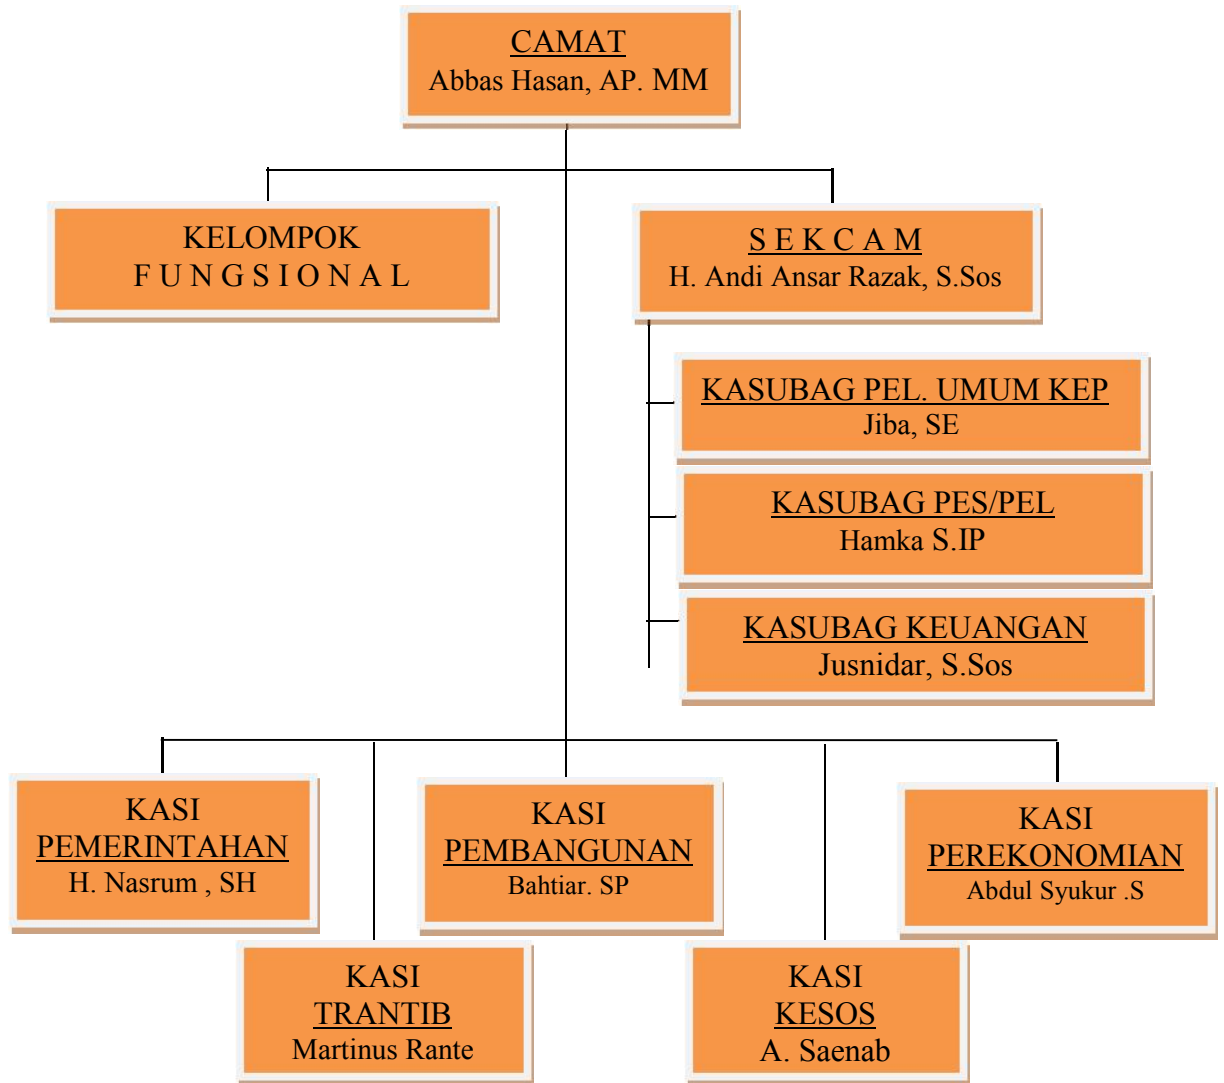 CAMAT
Abbas Hasan, AP. MM
KELOMPOK
F U N G S I O N A L
S E K C A M
H. Andi Ansar Razak, S.Sos
KASUBAG PEL. UMUM KEP
Jiba, SE
KASUBAG PES/PEL
Hamka S.IP
KASUBAG KEUANGAN
Jusnidar, S.Sos
KASI
PEMERINTAHAN
H. Nasrum , SH
KASI
PEMBANGUNAN
Bahtiar. SP
KASI
PEREKONOMIAN
Abdul Syukur .S
KASI
TRANTIB
Martinus Rante
KASI
KESOS
A. Saenab